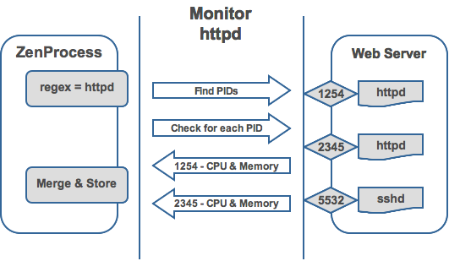 Monitor
httpd
ZenProcess
Web Server
regex = httpd
Find PIDs
1254
httpd
Check for each PID
2345
httpd
1254 - CPU & Memory
Merge & Store
2345 - CPU & Memory
5532
sshd